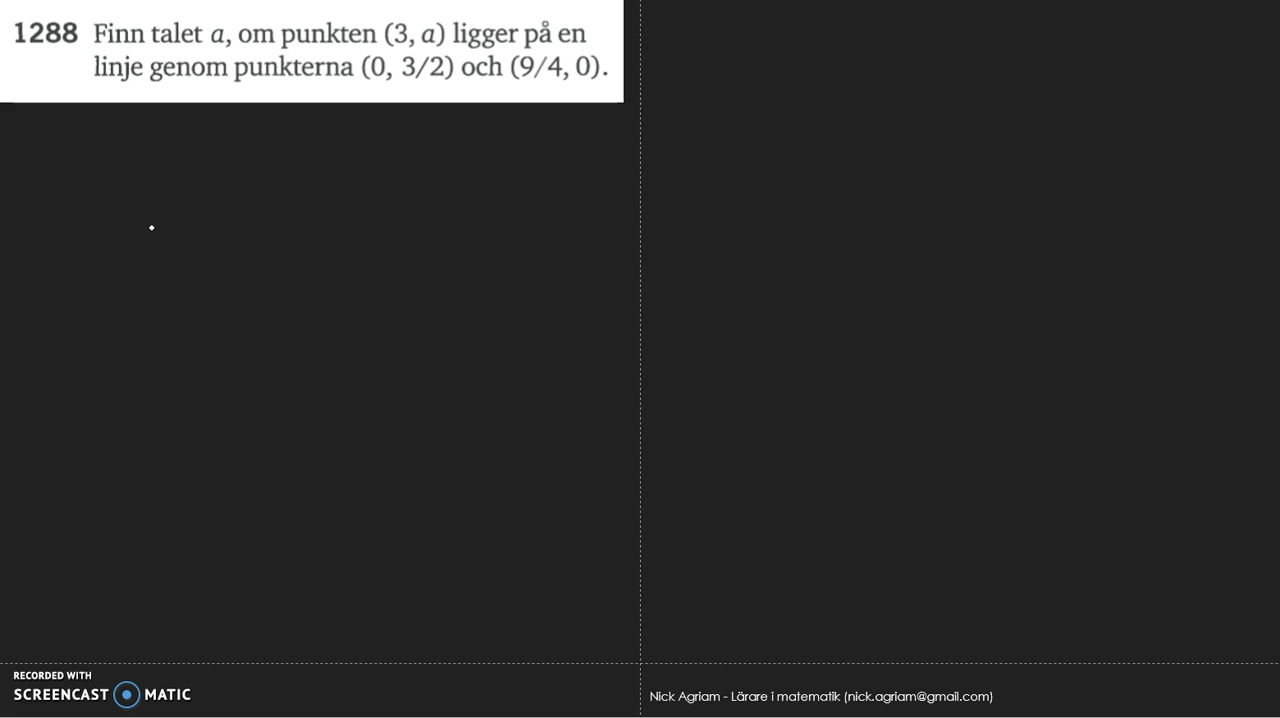 1288 Finn talet a, om punkten (3, a) ligger på en
linje genom punkterna (0, 3/2) och (9/4, 0).
RECORDED WITH
SCREENCAST MATIC
Nick Agriam - Lärare i matematik (nick.agriam@gmail.com)